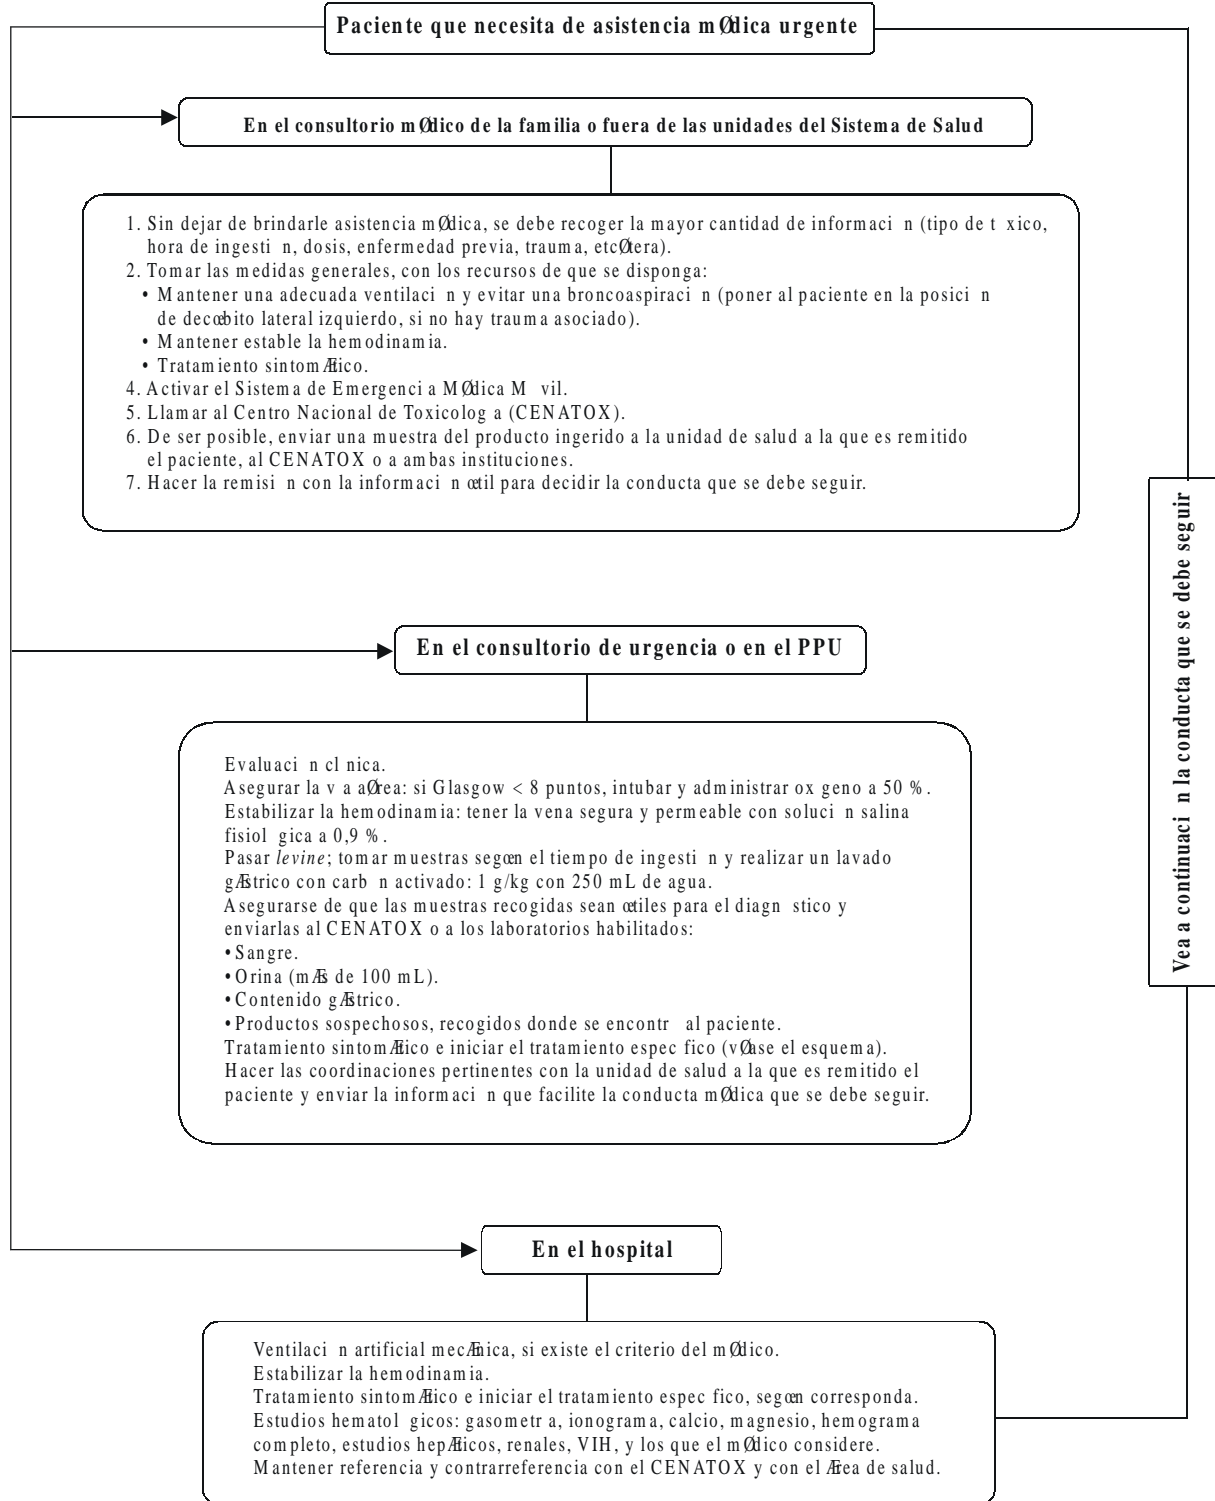 Paciente que necesita de asistencia mØdica urgente
En el consultorio mØdico de la familia o fuera de las unidades del Sistema de Salud
1. Sin dejar de brindarle asistencia mØdica, se debe recoger la mayor cantidad de informaci n (tipo de t xico,
hora de ingesti n, dosis, enfermedad previa, trauma, etcØtera).
2. Tomar las medidas generales, con los recursos de que se disponga:
• Mantener una adecuada ventilaci n y evitar una broncoaspiraci n (poner al paciente en la posici n
de decœbito lateral izquierdo, si no hay trauma asociado).
• Mantener estable la hemodinamia.
• Tratamiento sintomÆtico.
4. Activar el Sistema de Emergenci a MØdica M vil.
5. Llamar al Centro Nacional de Toxicolog a (CENATOX).
6. De ser posible, enviar una muestra del producto ingerido a la unidad de salud a la que es remitido
el paciente, al CENATOX o a ambas instituciones.
7. Hacer la remisi n con la informaci n œtil para decidir la conducta que se debe seguir.
Vea a continuaci n la conducta que se debe seguir
En el consultorio de urgencia o en el PPU
Evaluaci n cl nica.
Asegurar la v a aØrea: si Glasgow < 8 puntos, intubar y administrar ox geno a 50 %.
Estabilizar la hemodinamia: tener la vena segura y permeable con soluci n salina
fisiol gica a 0,9 %.
Pasar levine; tomar muestras segœn el tiempo de ingesti n y realizar un lavado
gÆstrico con carb n activado: 1 g/kg con 250 mL de agua.
Asegurarse de que las muestras recogidas sean œtiles para el diagn stico y
enviarlas al CENATOX o a los laboratorios habilitados:
• Sangre.
• Orina (mÆs de 100 mL).
• Contenido gÆstrico.
• Productos sospechosos, recogidos donde se encontr al paciente.
Tratamiento sintomÆtico e iniciar el tratamiento espec fico (vØase el esquema).
Hacer las coordinaciones pertinentes con la unidad de salud a la que es remitido el
paciente y enviar la informaci n que facilite la conducta mØdica que se debe seguir.
En el hospital
Ventilaci n artificial mecÆnica, si existe el criterio del mØdico.
Estabilizar la hemodinamia.
Tratamiento sintomÆtico e iniciar el tratamiento espec fico, segœn corresponda.
Estudios hematol gicos: gasometr a, ionograma, calcio, magnesio, hemograma
completo, estudios hepÆticos, renales, VIH, y los que el mØdico considere.
Mantener referencia y contrarreferencia con el CENATOX y con el Ærea de salud.